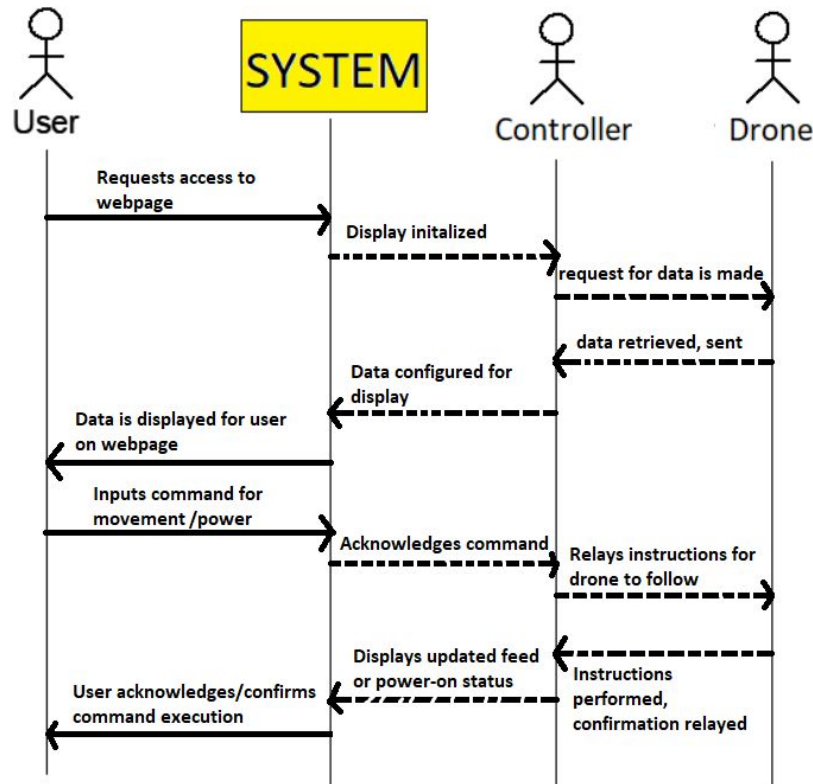 User
SYSTEM
Controller
Drone
Requests access to
webpage
Display initalized
request for data is made
data retrieved, sent
Data configured for
display
Data is displayed for user
on webpage
Inputs command for
movement /power
Acknowledges command
Relays instructions for
drone to follow
Displays updated feed
or power-on status
Instructions
performed,
confirmation relayed
User acknowledges/confirms
command execution